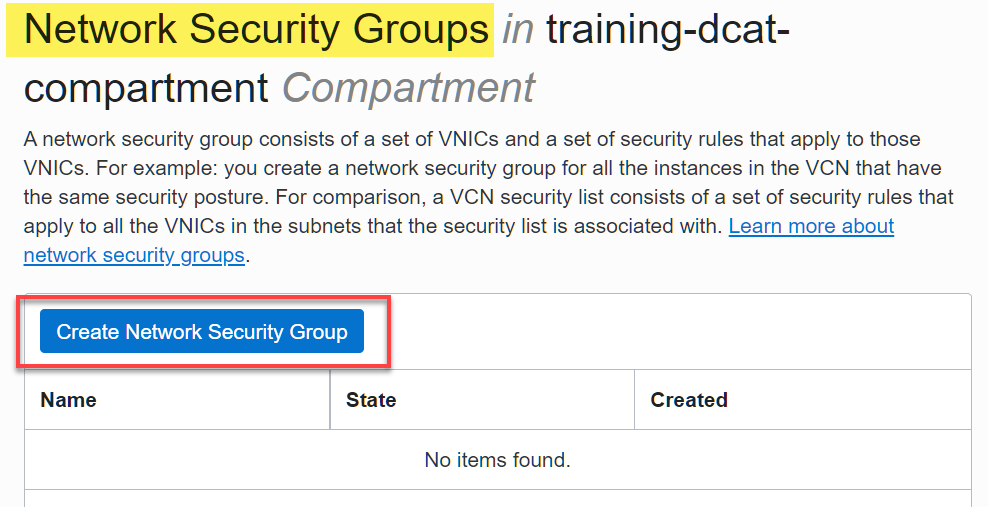 Network Security Groups in training-dcat-
compartment Compartment
A network security group consists of a set of VNICs and a set of security rules that apply to those
VNICs. For example: you create a network security group for all the instances in the VCN that have
the same security posture. For comparison, a VCN security list consists of a set of security rules that
apply to all the VNICs in the subnets that the security list is associated with. Learn more about
network security groups.
Create Network Security Group
Name State Created
No items found.